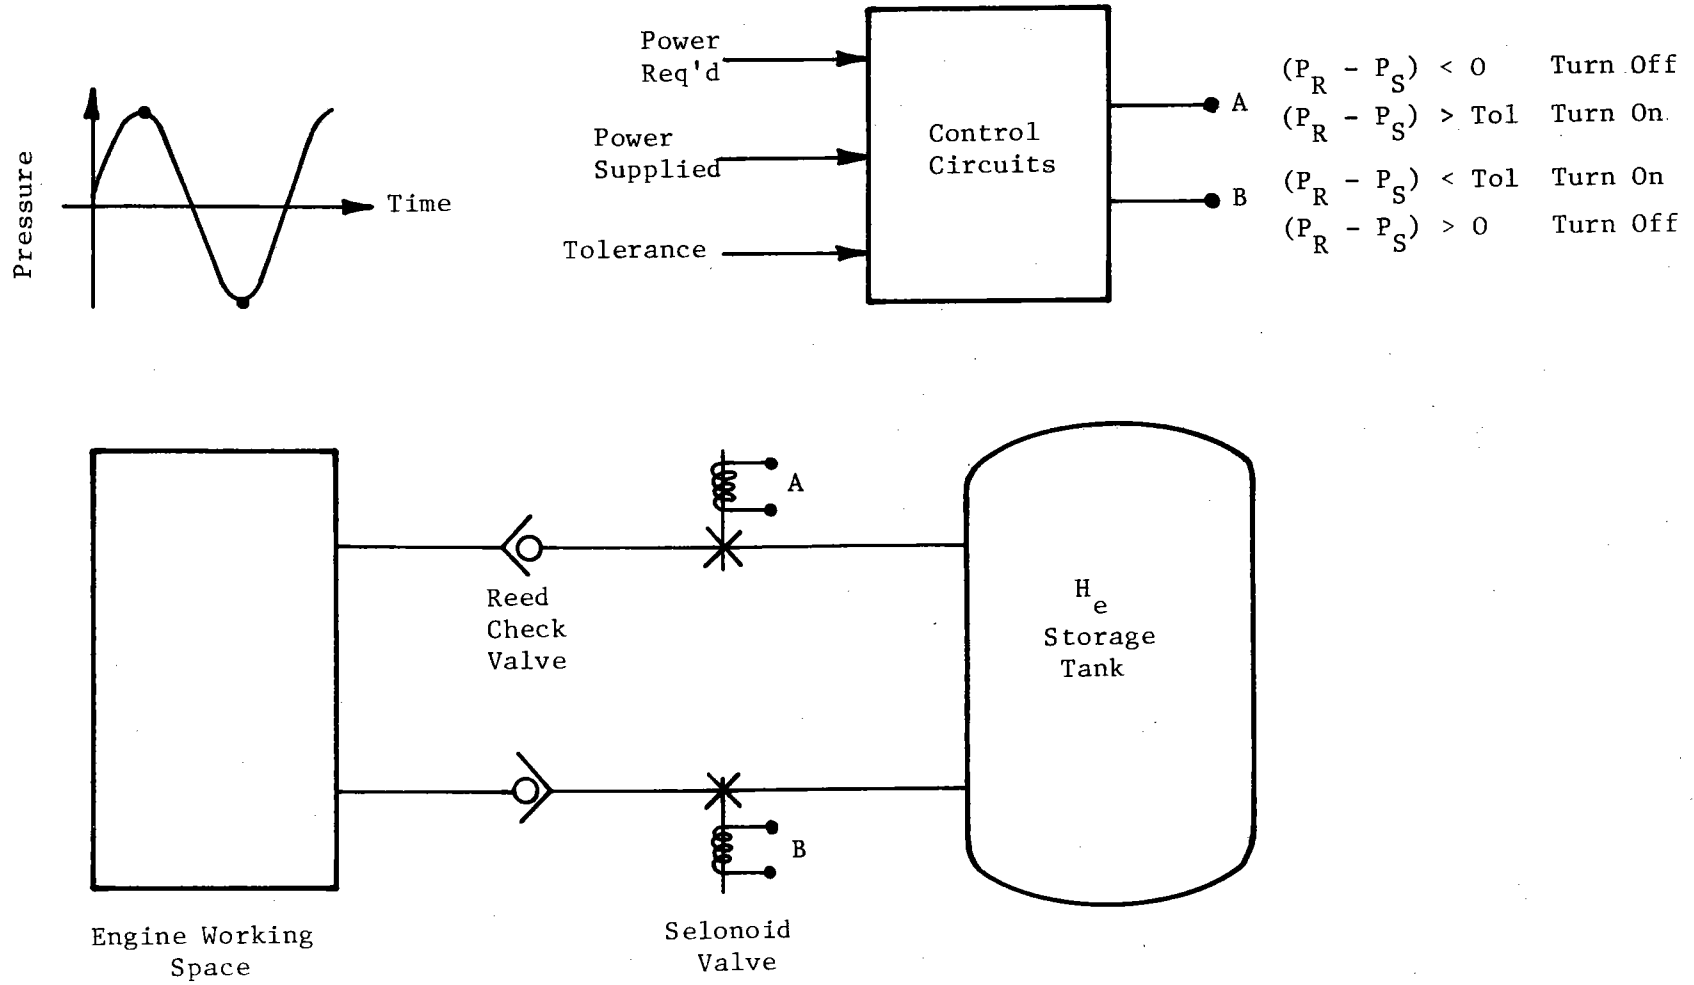 Power
Req'd
Power
Supplied
Tolerance
Control
Circuits
A
B
(P_R - P_S) < 0 Turn Off
(P_R - P_S) > Tol Turn On
(P_R - P_S) < Tol Turn On
(P_R - P_S) > 0 Turn Off
Pressure
Time
A
Reed
Check
Valve
H_e
Storage
Tank
B
Engine Working
Space
Selonoid
Valve